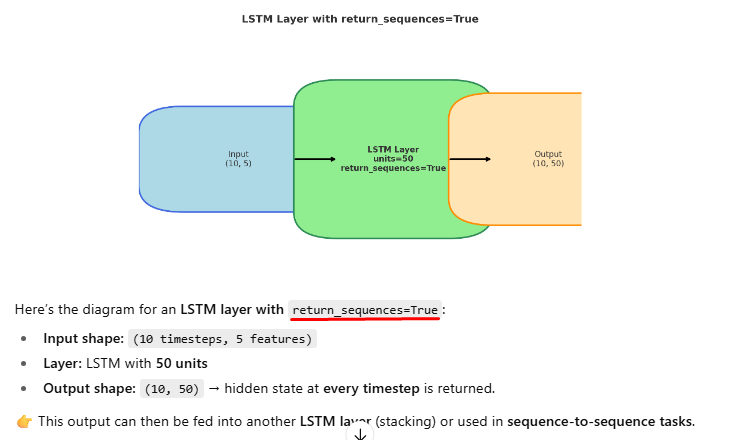 LSTM Layer with return_sequences=True
Input
(10, 5)
LSTM Layer
units=50
return_sequences=True
Output
(10, 50)
Here's the diagram for an LSTM layer with return_sequences=True:
• Input shape: (10 timesteps, 5 features)
• Layer: LSTM with 50 units
• Output shape: (10, 50) → hidden state at every timestep is returned.
👉 This output can then be fed into another LSTM layer (stacking) or used in sequence-to-sequence tasks.